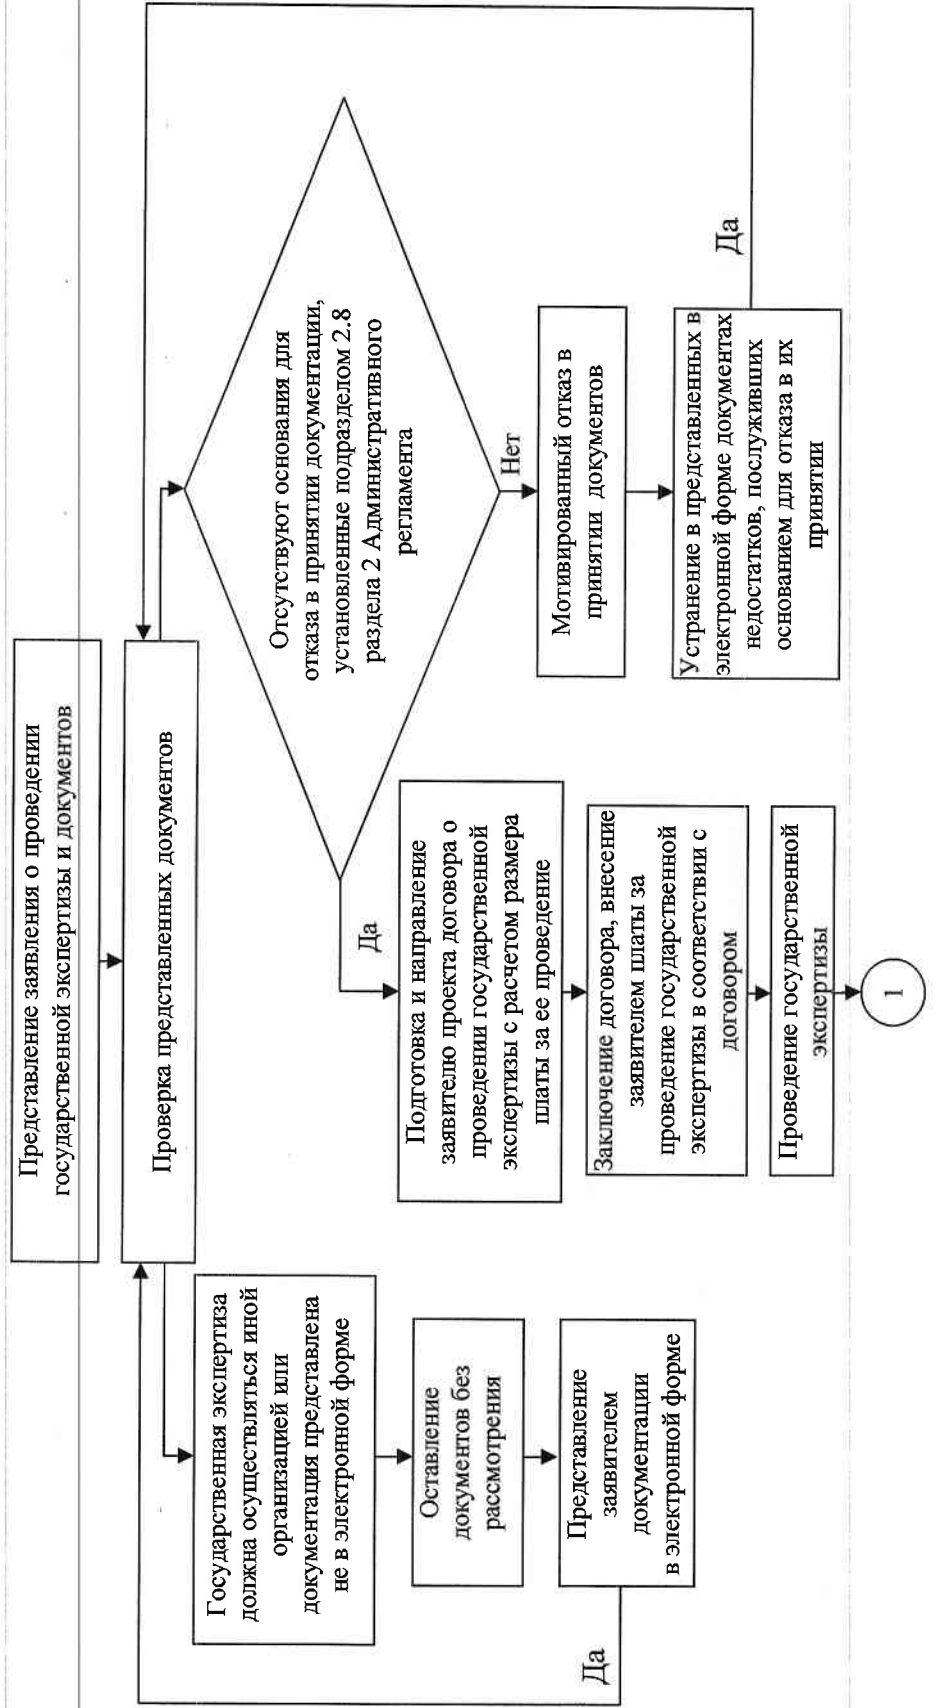 Представление заявления о проведении
государственной экспертизы и документов
Проверка представленных документов
Государственная экспертиза
должна осуществляться иной
организацией или
документация представлена
не в электронной форме
Оставление
документов без
рассмотрения
Представление
заявителем
документации
в электронной форме
Да
Отсутствуют основания для
отказа в принятии документации,
установленные подразделом 2.8
раздела 2 Административного
регламента
Да
Подготовка и направление
заявителю проекта договора о
проведении государственной
экспертизы с расчетом размера
платы за ее проведение
Заключение договора, внесение
заявителем платы за
проведение государственной
экспертизы в соответствии с
договором
Проведение государственной
экспертизы
1
Нет
Мотивированный отказ в
принятии документов
Устранение в представленных в
электронной форме документах
недостатков, послуживших
основанием для отказа в их
принятии
Да